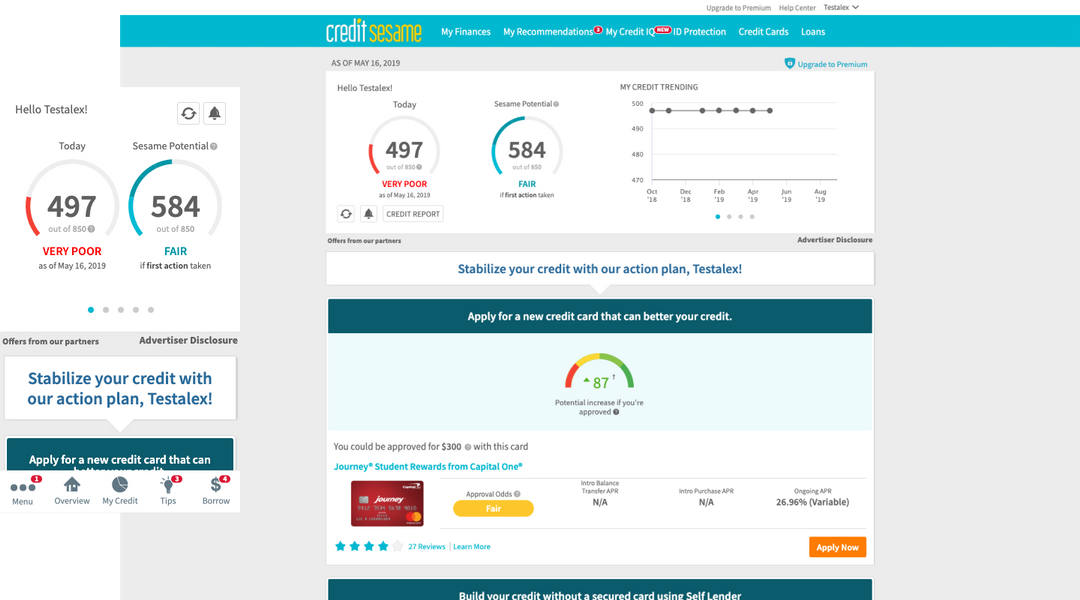 Upgrade to Premium Help Center Testalex
credit sesame My Finances My Recommendations 3 My Credit IQ NEW ID Protection Credit Cards Loans
AS OF MAY 16, 2019 Upgrade to Premium
Hello Testalex!
Today Sesame Potential
497 584
out of 850 out of 850
VERY POOR FAIR
as of May 16, 2019 if first action taken
Offers from our partners Advertiser Disclosure
Stabilize your credit with
our action plan, Testalex!
Apply for a new credit card that can
better your credit.
1 3 4
Menu Overview My Credit Tips Borrow
Hello Testalex!
Today Sesame Potential
497 584
out of 850 out of 850
VERY POOR FAIR
as of May 16, 2019 if first action taken
CREDIT REPORT
MY CREDIT TRENDING
500
490
480
470
Oct Dec Feb Apr Jun Aug
'18 '18 '19 '19 '19 '19
Offers from our partners Advertiser Disclosure
Stabilize your credit with our action plan, Testalex!
Apply for a new credit card that can better your credit.
87 †
Potential increase if you're
approved
You could be approved for $300 with this card
Journey® Student Rewards from Capital One®
Journey
Approval Odds
Fair
Intro Balance
Transfer APR
N/A
Intro Purchase APR
N/A
Ongoing APR
26.96% (Variable)
27 Reviews | Learn More
Apply Now
Build your credit without a secured card using Self Lender